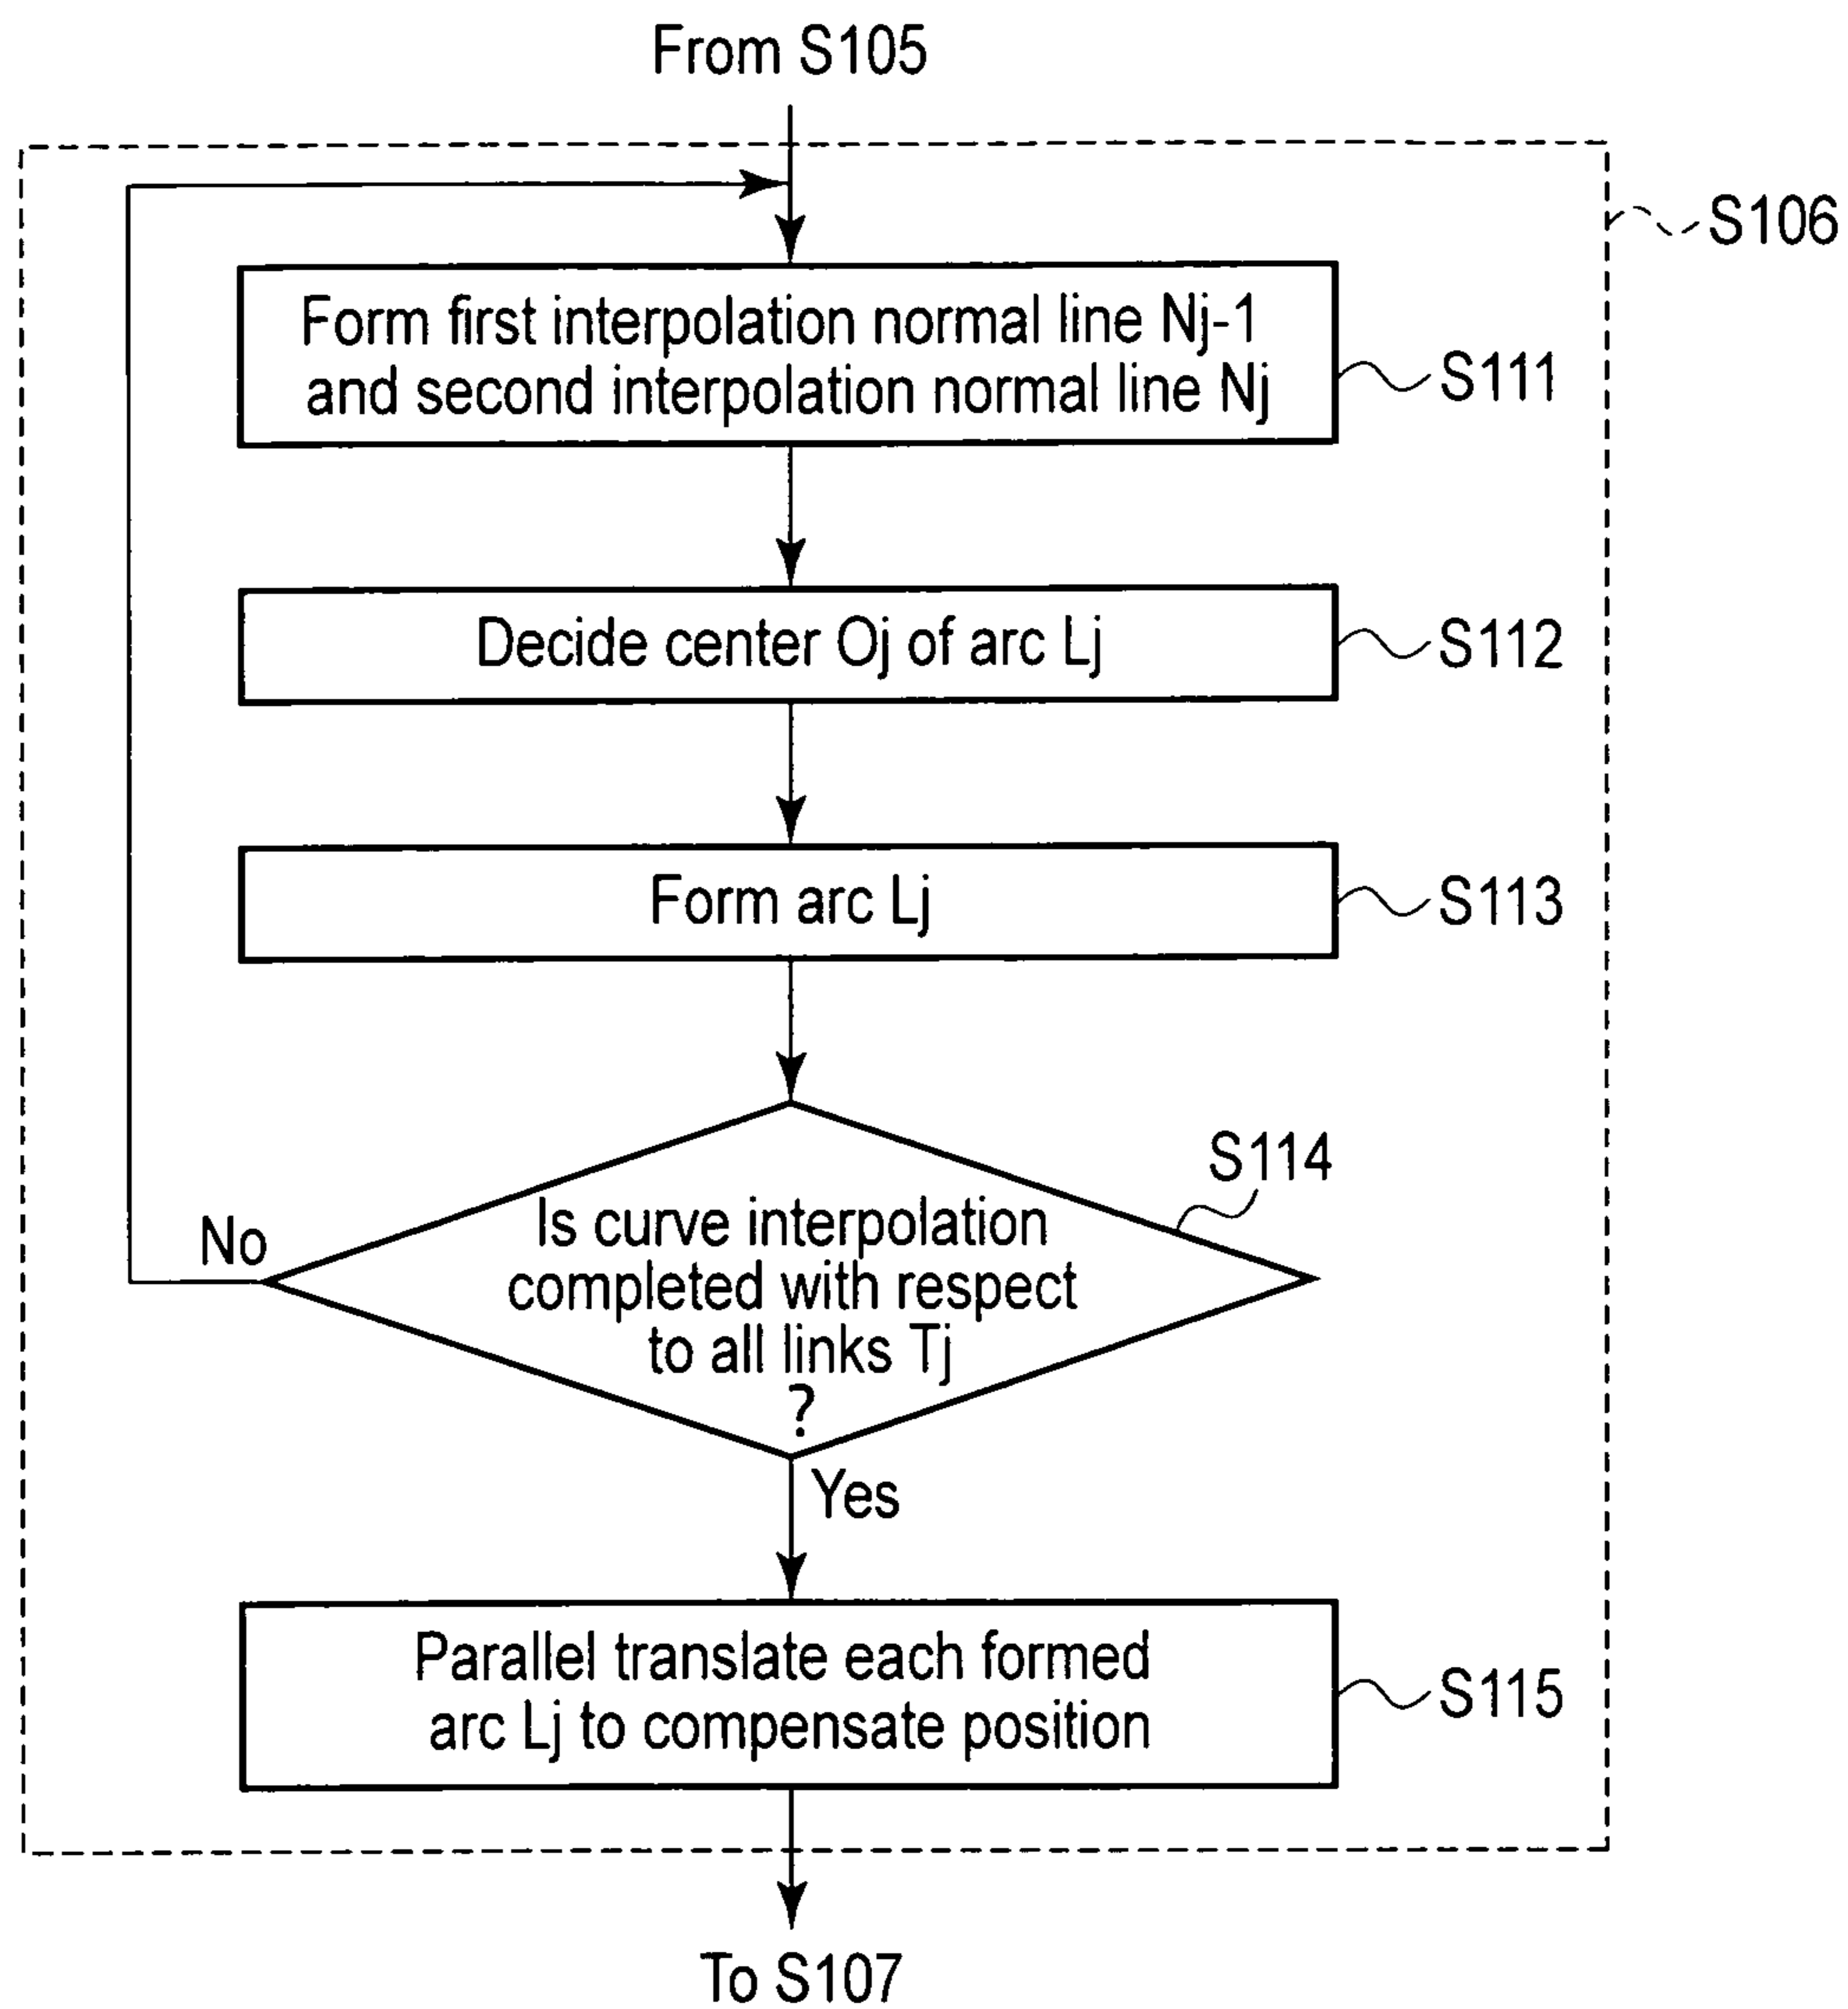 From S105
S106
Form first interpolation normal line Nj-1
and second interpolation normal line Nj
S111
Decide center Oj of arc Lj
S112
Form arc Lj
S113
S114
Is curve interpolation
completed with respect
to all links Tj
?
No
Yes
Parallel translate each formed
arc Lj to compensate position
S115
To S107